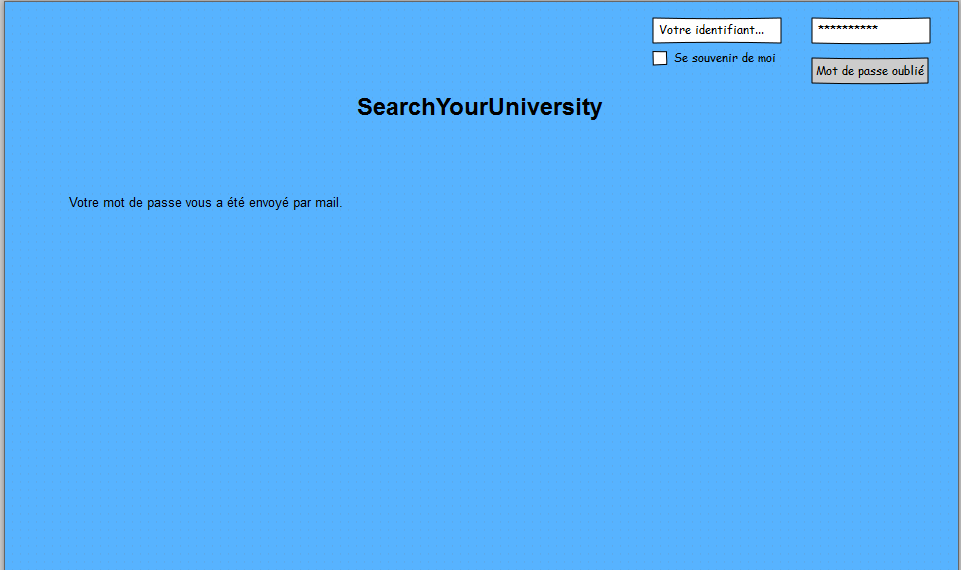 Votre identifiant...
**********
Se souvenir de moi
Mot de passe oublié
SearchYourUniversity
Votre mot de passe vous a été envoyé par mail.